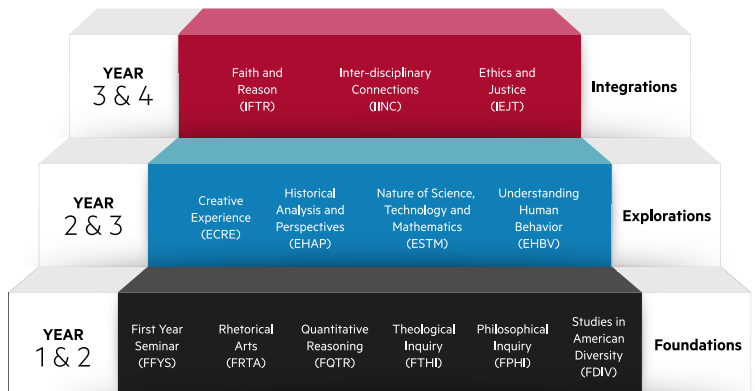 YEAR
3 & 4
Faith and
Reason
(IFTR)
Inter-disciplinary
Connections
(IINC)
Ethics and
Justice
(IEJT)
Integrations
YEAR
2 & 3
Creative
Experience
(ECRE)
Historical
Analysis and
Perspectives
(EHAP)
Nature of Science,
Technology and
Mathematics
(ESTM)
Understanding
Human
Behavior
(EHBV)
Explorations
YEAR
1 & 2
First Year
Seminar
(FFYS)
Rhetorical
Arts
(FRTA)
Quantitative
Reasoning
(FQTR)
Theological
Inquiry
(FTHI)
Philosophical
Inquiry
(FPHI)
Studies in
American
Diversity
(FDIV)
Foundations